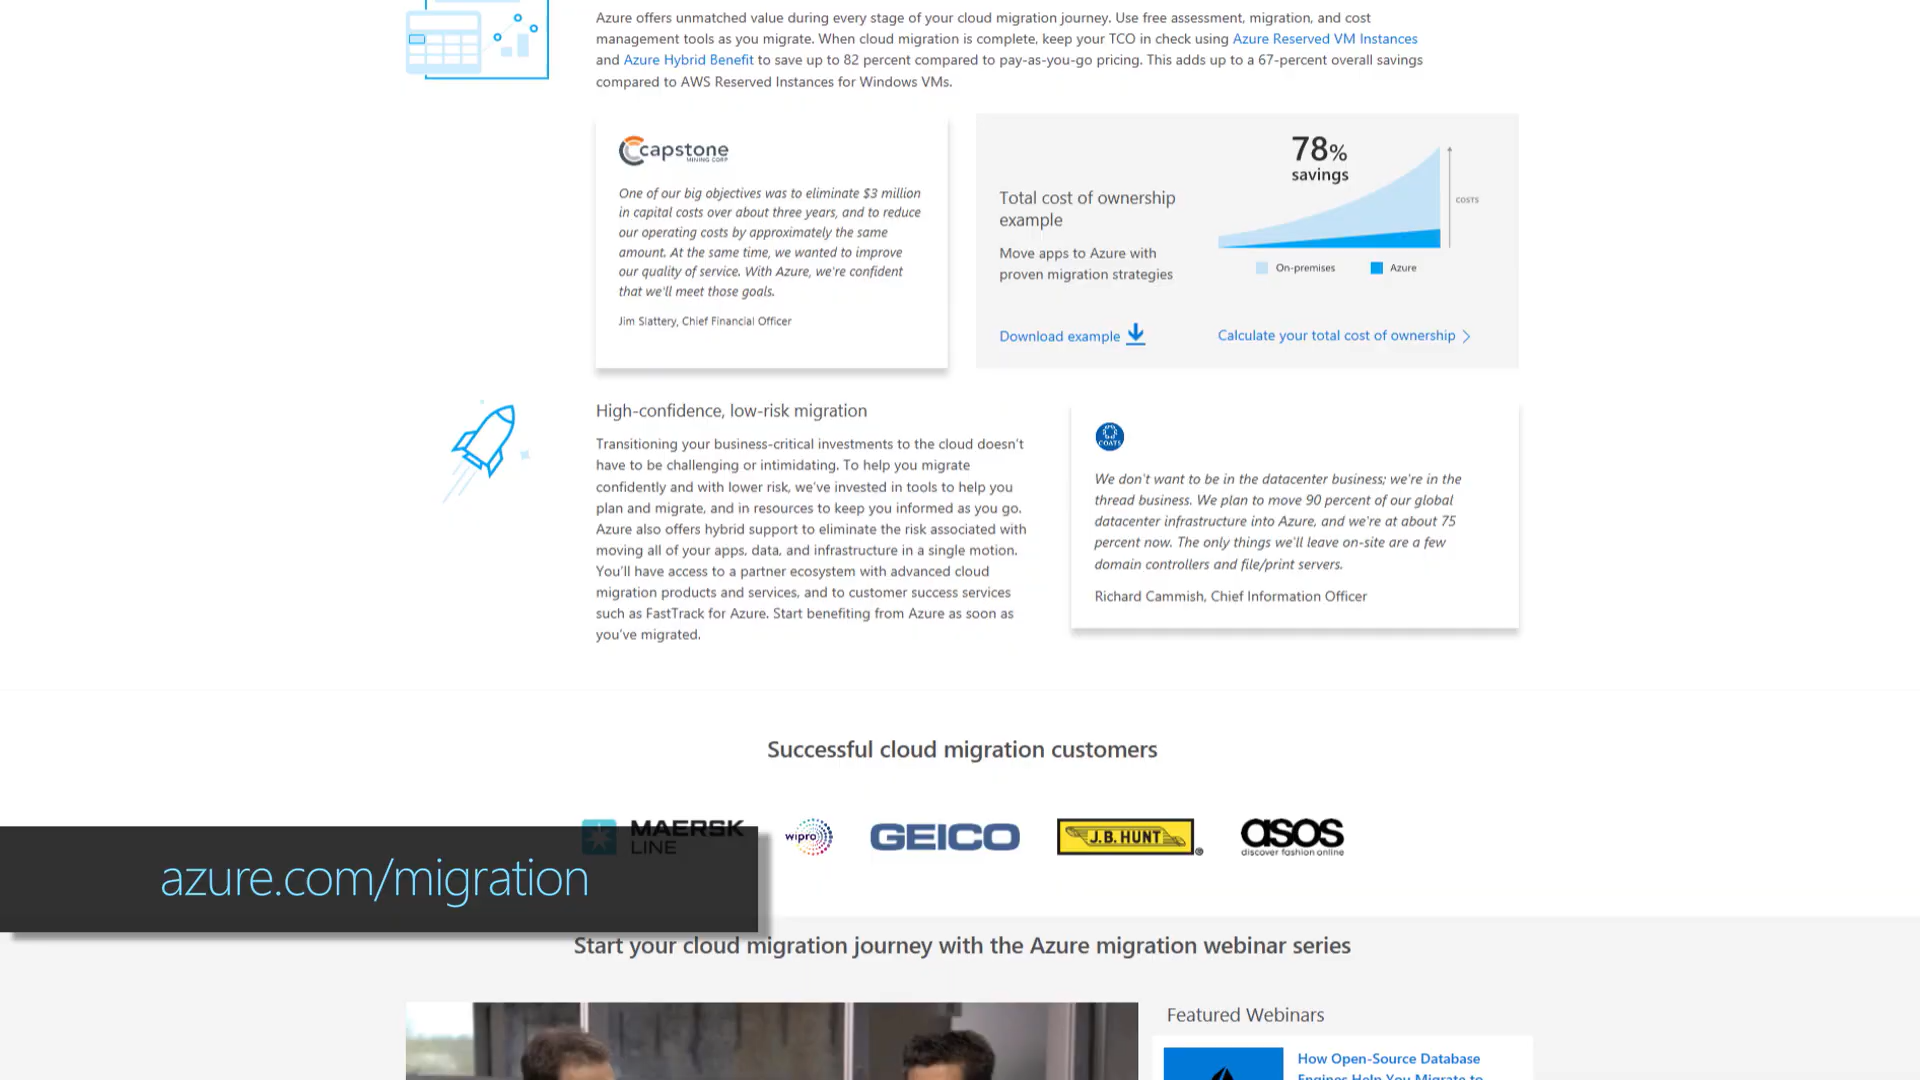 Azure offers unmatched value during every stage of your cloud migration journey. Use free assessment, migration, and cost
management tools as you migrate. When cloud migration is complete, keep your TCO in check using Azure Reserved VM Instances
and Azure Hybrid Benefit to save up to 82 percent compared to pay-as-you-go pricing. This adds up to a 67-percent overall savings
compared to AWS Reserved Instances for Windows VMs.
capstone
MINING CORP
One of our big objectives was to eliminate $3 million
in capital costs over about three years, and to reduce
our operating costs by approximately the same
amount. At the same time, we wanted to improve
our quality of service. With Azure, we're confident
that we'll meet those goals.
Jim Slattery, Chief Financial Officer
Total cost of ownership
example
Move apps to Azure with
proven migration strategies
78%
savings
COSTS
On-premises
Azure
Download example
Calculate your total cost of ownership
High-confidence, low-risk migration
Transitioning your business-critical investments to the cloud doesn't
have to be challenging or intimidating. To help you migrate
confidently and with lower risk, we've invested in tools to help you
plan and migrate, and in resources to keep you informed as you go.
Azure also offers hybrid support to eliminate the risk associated with
moving all of your apps, data, and infrastructure in a single motion.
You'll have access to a partner ecosystem with advanced cloud
migration products and services, and to customer success services
such as FastTrack for Azure. Start benefiting from Azure as soon as
you've migrated.
COATS
We don't want to be in the datacenter business; we're in the
thread business. We plan to move 90 percent of our global
datacenter infrastructure into Azure, and we're at about 75
percent now. The only things we'll leave on-site are a few
domain controllers and file/print servers.
Richard Cammish, Chief Information Officer
Successful cloud migration customers
MAERSK
LINE
wipro
GEICO
J.B. HUNT
asos
discover fashion online
azure.com/migration
Start your cloud migration journey with the Azure migration webinar series
Featured Webinars
How Open-Source Database
Engines Help You Migrate to